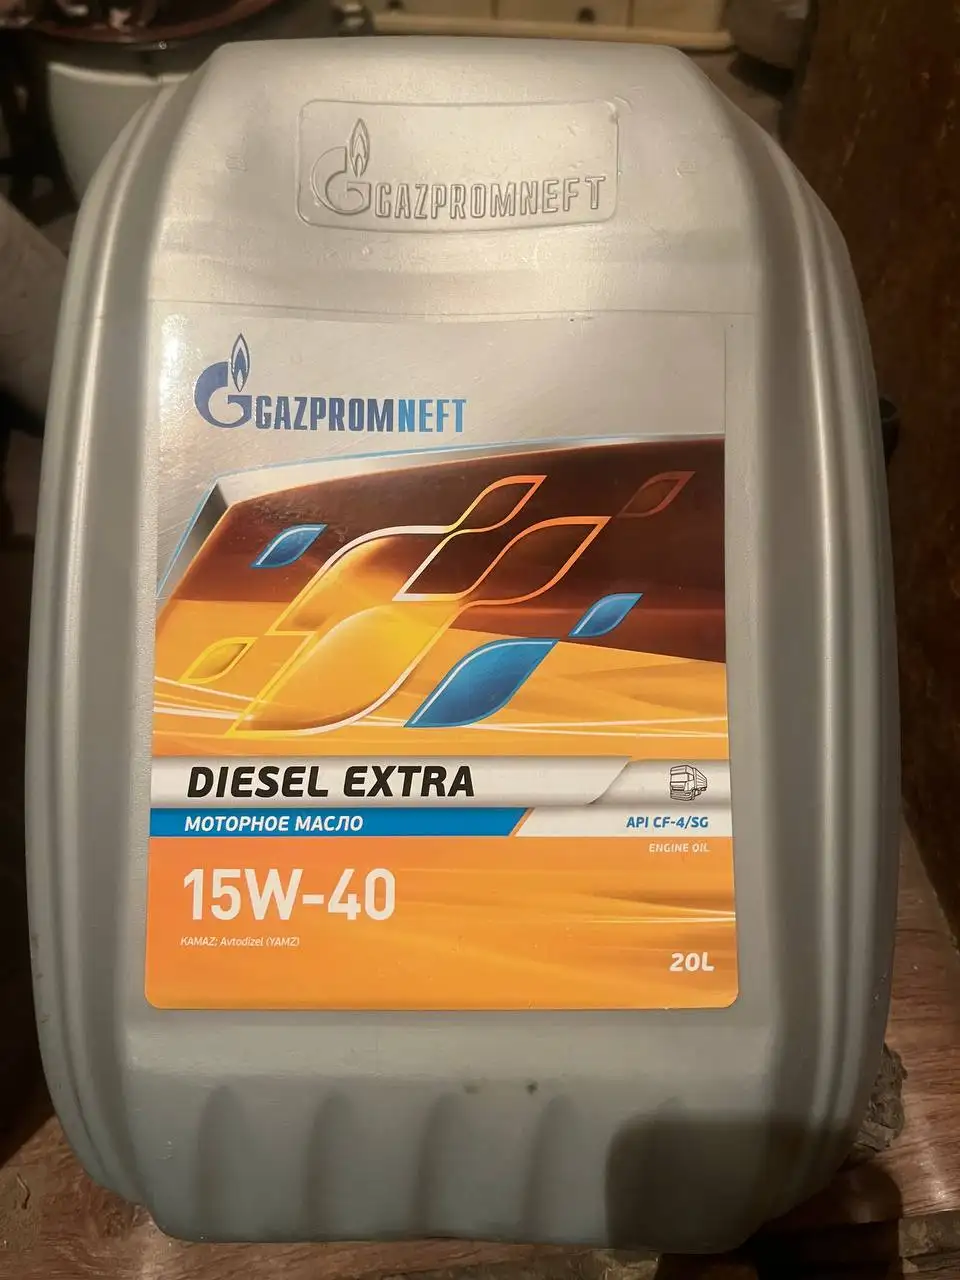 GAZPROMNEFT
GAZPROMNEFT
DIESEL EXTRA
МОТОРНОЕ МАСЛО
API CF-4/SG
ENGINE OIL
15W-40
KAMAZ; Avtodizel (YAMZ)
20L